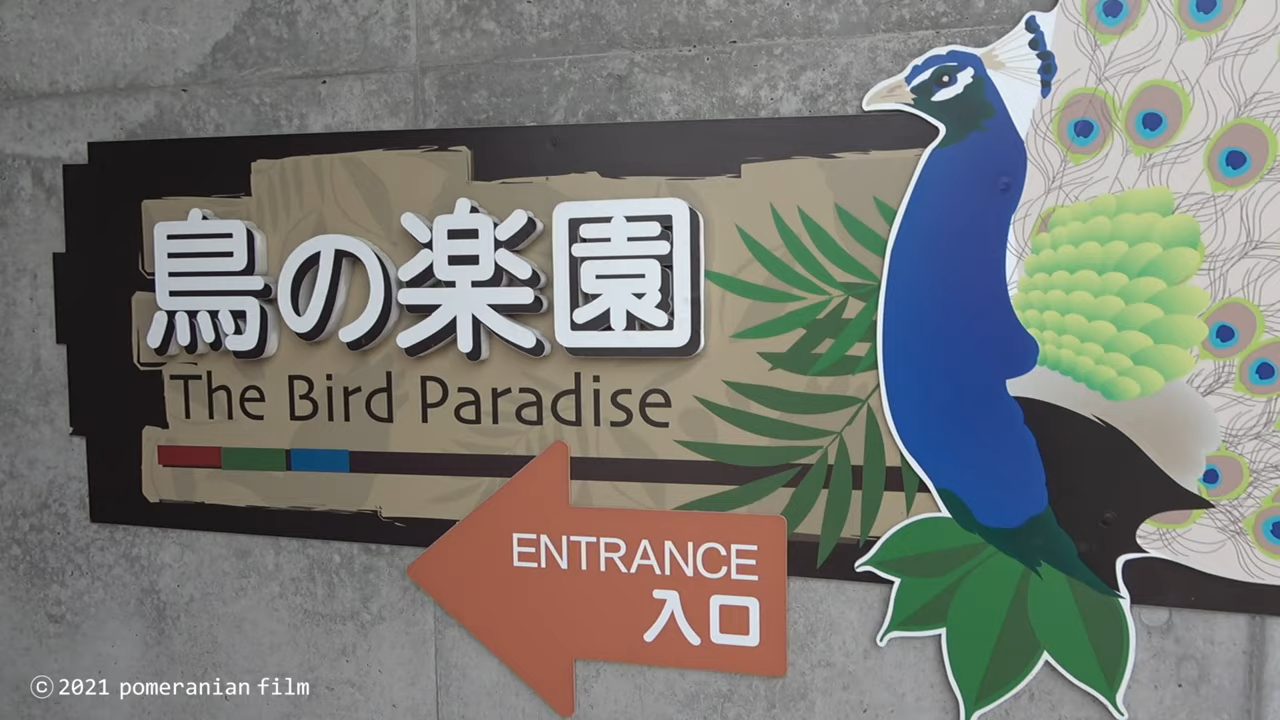 鳥の楽園
The Bird Paradise
ENTRANCE
入口
ⓒ 2021 pomeranian film